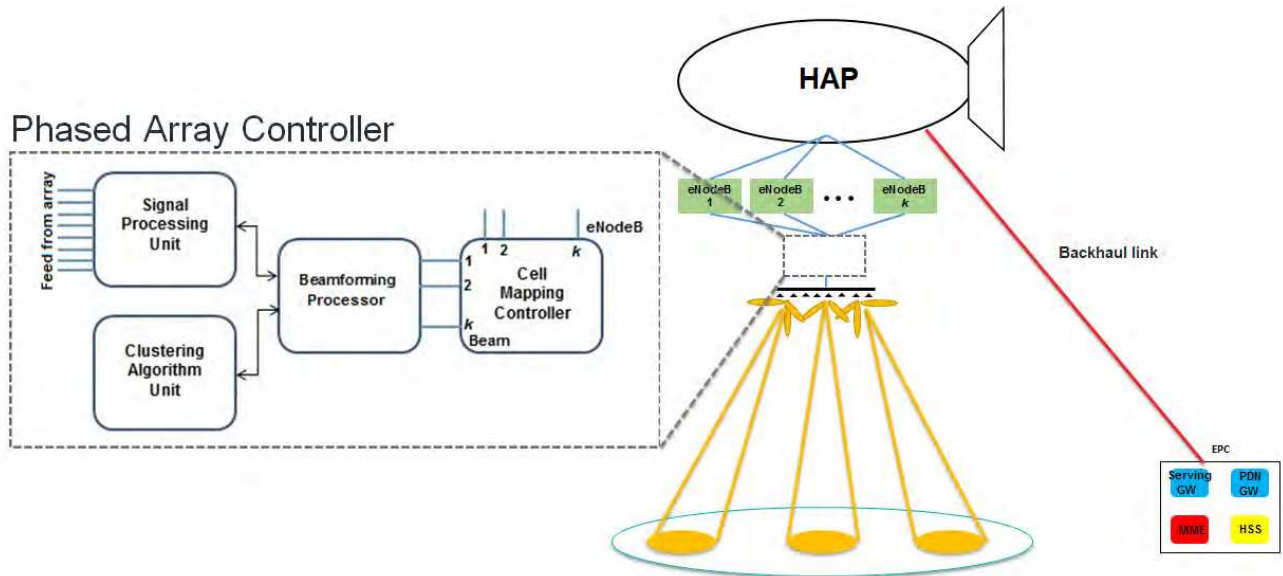 HAP
Phased Array Controller
Feed from array
Signal
Processing
Unit
Clustering
Algorithm
Unit
Beamforming
Processor
1
2
k
Beam
1 2 k
eNodeB
Cell
Mapping
Controller
eNodeB
1
eNodeB
2
•••
eNodeB
k
Backhaul link
EPC
Serving
GW
PDN
GW
MME
HSS